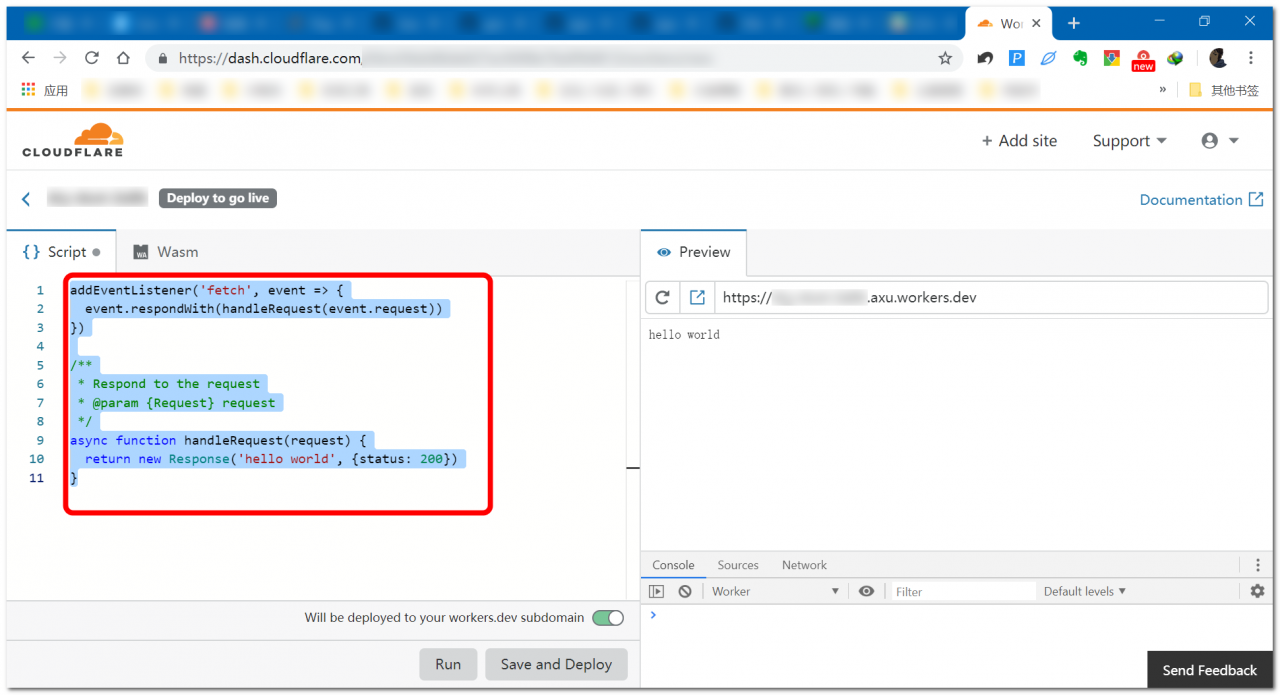 Wor
https://dash.cloudflare.com/
new
应用
»
其他书签
CLOUDFLARE
+ Add site
Support
Deploy to go live
Documentation
{} Script
WA Wasm
Preview
1 addEventListener('fetch', event => {
2 event.respondWith(handleRequest(event.request))
3 })
4
5 /**
6 * Respond to the request
7 * @param {Request} request
8 */
9 async function handleRequest(request) {
10 return new Response('hello world', {status: 200})
11 }
https:// .axu.workers.dev
hello world
Console Sources Network
Worker
Filter
Default levels
Will be deployed to your workers.dev subdomain
Run
Save and Deploy
Send Feedback